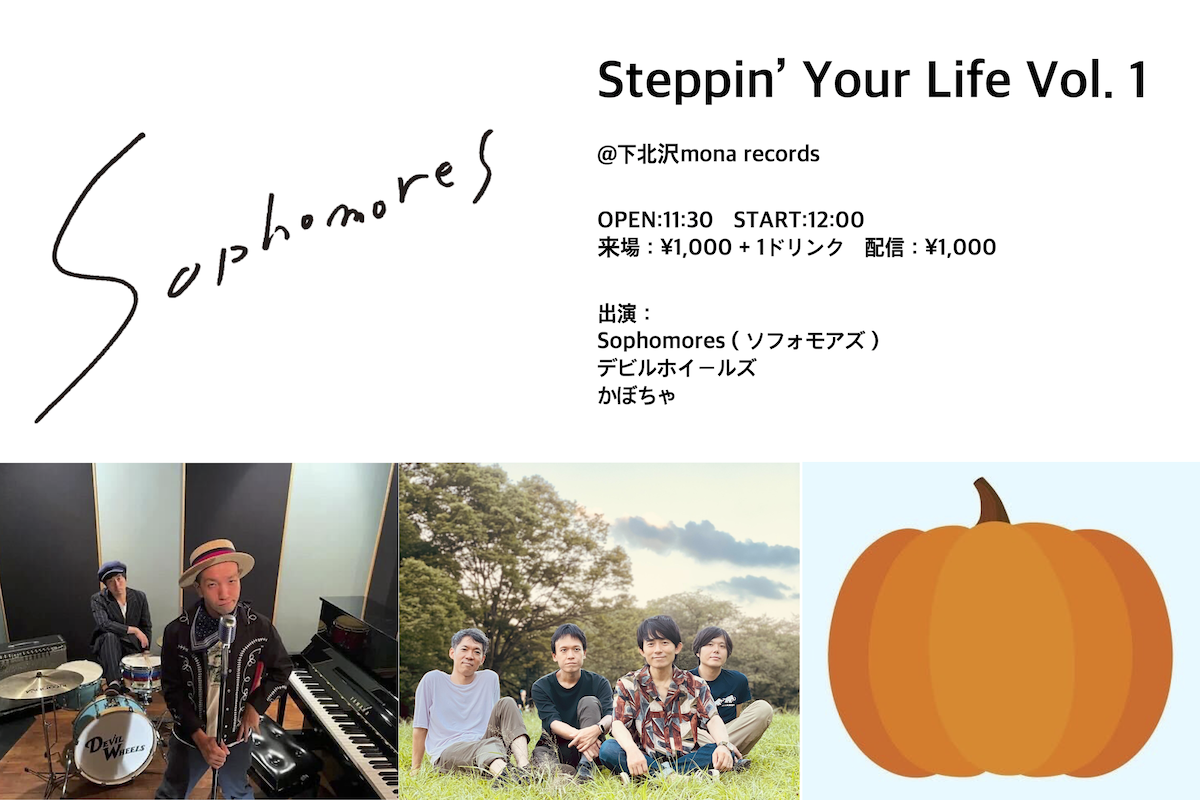 Sophomores
Steppin’ Your Life Vol. 1
@下北沢mona records
OPEN:11:30　START:12:00
来場：¥1,000 + 1ドリンク　配信：¥1,000
出演：
Sophomores ( ソフォモアズ )
デビルホイールズ
かぼちゃ
DEVIL WHEELS
YAMAHA